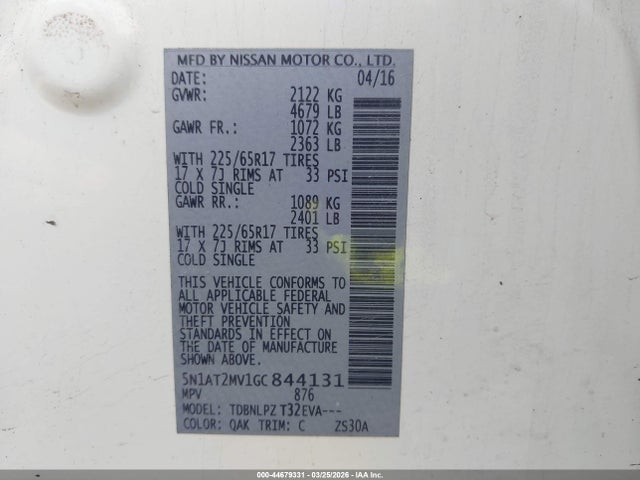 MFD BY NISSAN MOTOR CO., LTD.
DATE: 04/16
GVWR: 2122 KG
4679 LB
GAWR FR.: 1072 KG
2363 LB
WITH 225/65R17 TIRES
17 X 7J RIMS AT 33 PSI
COLD SINGLE
GAWR RR.: 1089 KG
2401 LB
WITH 225/65R17 TIRES
17 X 7J RIMS AT 33 PSI
COLD SINGLE
THIS VEHICLE CONFORMS TO
ALL APPLICABLE FEDERAL
MOTOR VEHICLE SAFETY AND
THEFT PREVENTION
STANDARDS IN EFFECT ON
THE DATE OF MANUFACTURE
SHOWN ABOVE.
5N1AT2MV1GC844131
MPV 876
MODEL: TDBNLPZ T32EVA---
COLOR: QAK TRIM: C ZS30A
000-44679331 - 03/25/2026 - IAAI.CA